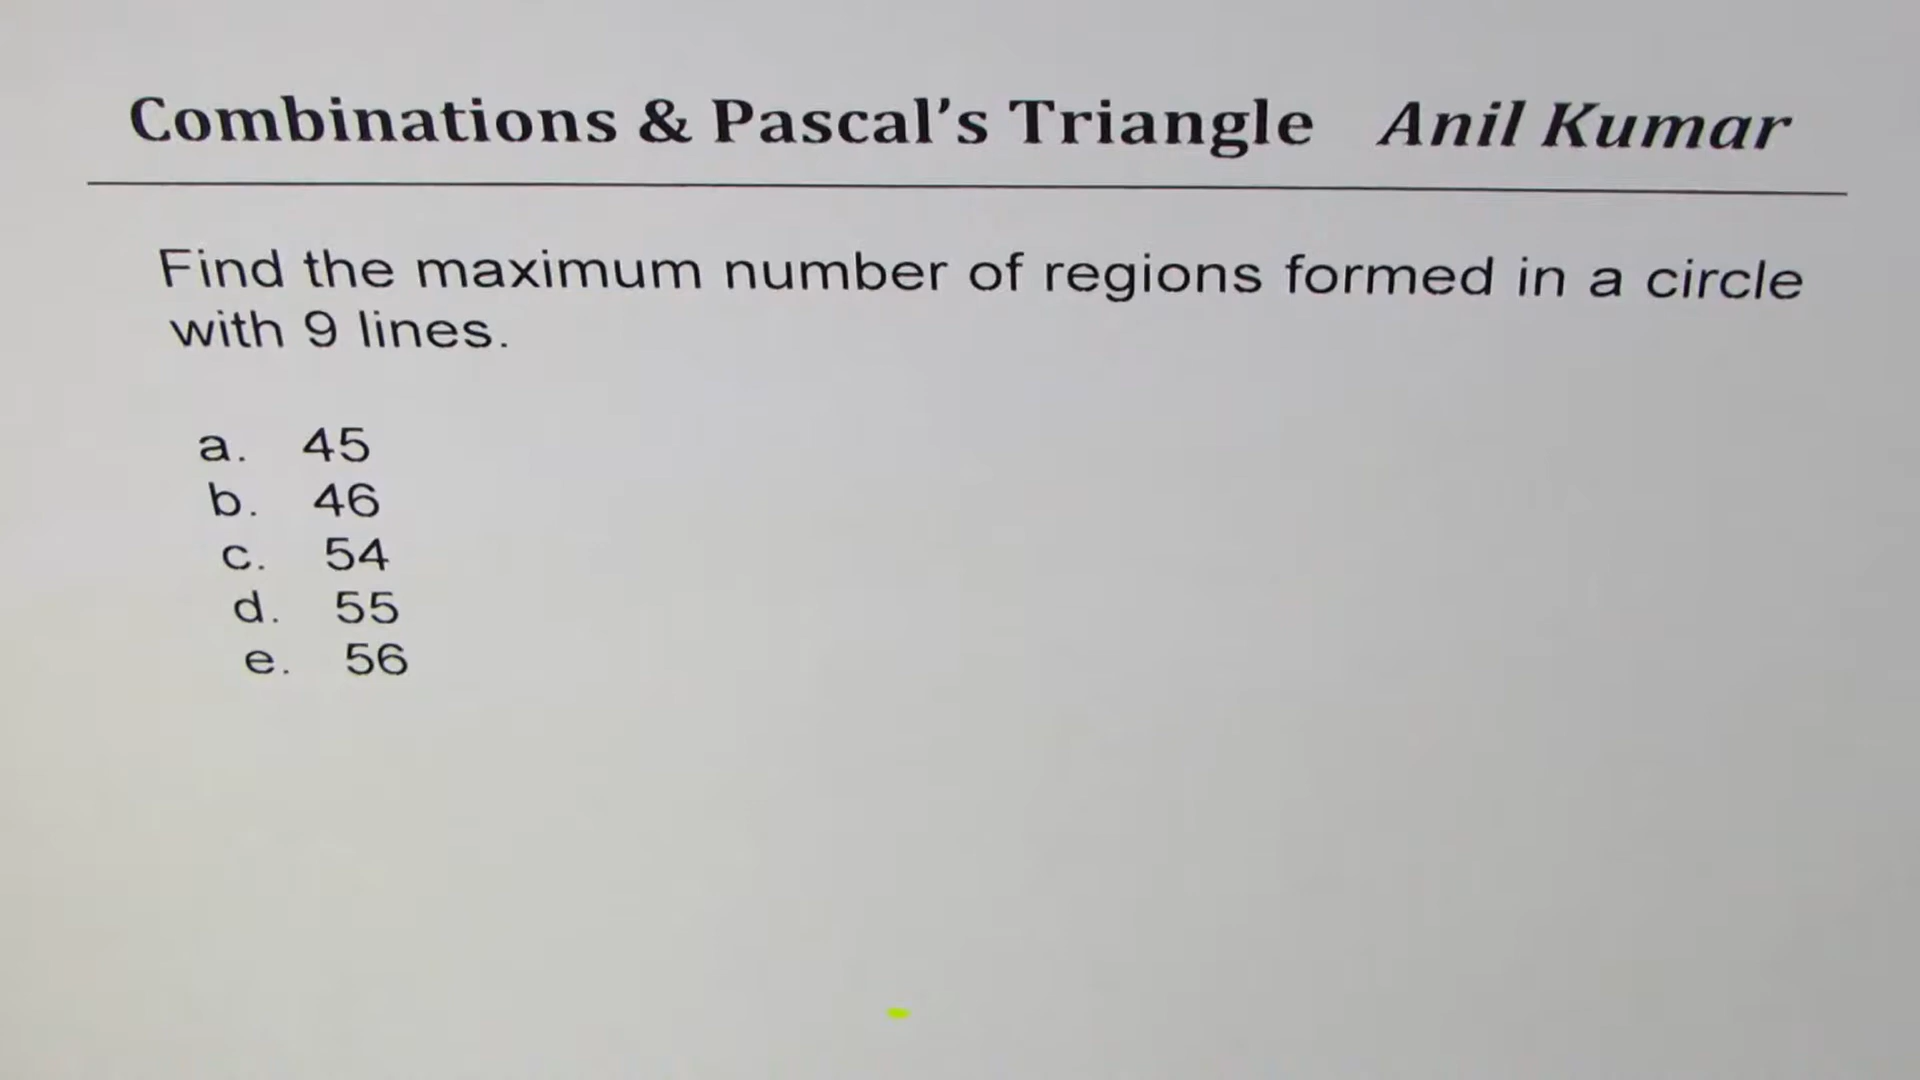 Combinations & Pascal's Triangle Anil Kumar
Find the maximum number of regions formed in a circle
with 9 lines.
a. 45
b. 46
c. 54
d. 55
e. 56